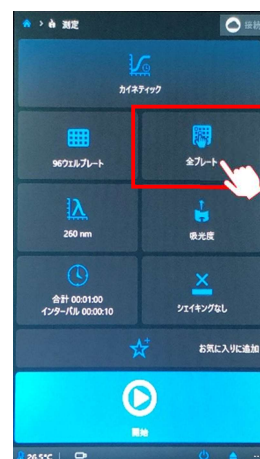 測定
接続
カイネティック
96ウェルプレート
全プレート
260 nm
吸光度
合計 00:01:00
インターバル 00:00:10
シェイキングなし
お気に入りに追加
開始
26.5°C